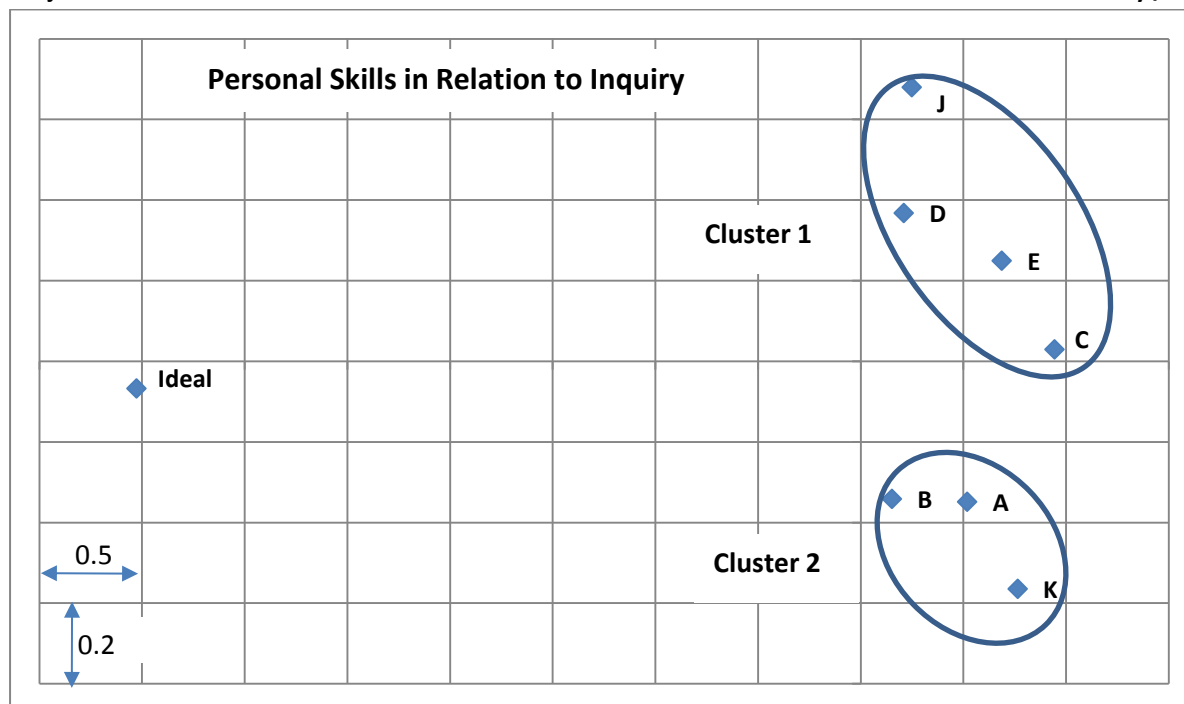 Personal Skills in Relation to Inquiry
J
D
Cluster 1
E
C
Ideal
B
A
0.5
Cluster 2
K
0.2